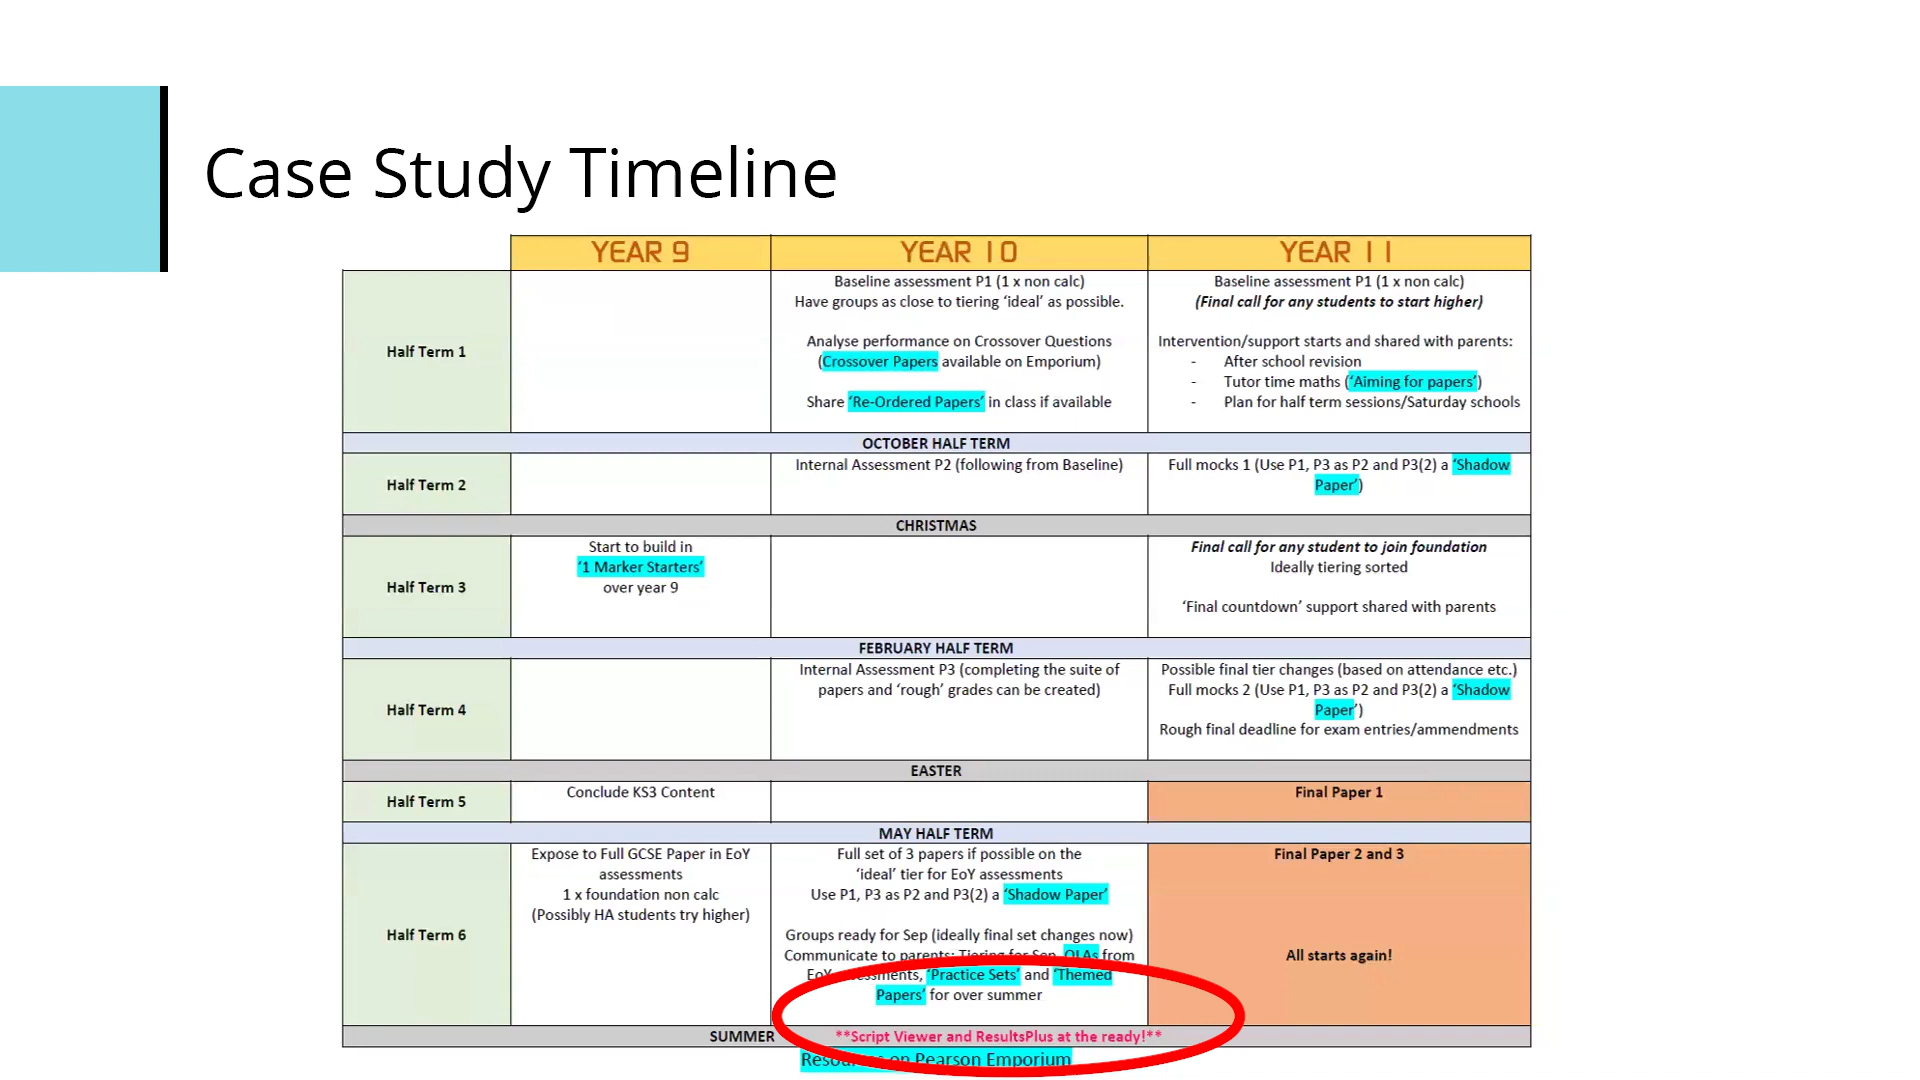 Case Study Timeline
YEAR 9
YEAR 10
YEAR 11
Half Term 1
Baseline assessment P1 (1 x non calc)
Have groups as close to tiering ‘ideal’ as possible.
Analyse performance on Crossover Questions
(Crossover Papers available on Emporium)
Share ‘Re-Ordered Papers’ in class if available
Baseline assessment P1 (1 x non calc)
(Final call for any students to start higher)
Intervention/support starts and shared with parents:
- After school revision
- Tutor time maths (‘Aiming for papers’)
- Plan for half term sessions/Saturday schools
OCTOBER HALF TERM
Half Term 2
Internal Assessment P2 (following from Baseline)
Full mocks 1 (Use P1, P3 as P2 and P3(2) a ‘Shadow
Paper’)
CHRISTMAS
Half Term 3
Start to build in
‘1 Marker Starters’
over year 9
Final call for any student to join foundation
Ideally tiering sorted
‘Final countdown’ support shared with parents
FEBRUARY HALF TERM
Half Term 4
Internal Assessment P3 (completing the suite of
papers and ‘rough’ grades can be created)
Possible final tier changes (based on attendance etc.)
Full mocks 2 (Use P1, P3 as P2 and P3(2) a ‘Shadow
Paper’)
Rough final deadline for exam entries/ammendments
EASTER
Half Term 5
Conclude KS3 Content
Final Paper 1
MAY HALF TERM
Half Term 6
Expose to Full GCSE Paper in EoY
assessments
1 x foundation non calc
(Possibly HA students try higher)
Full set of 3 papers if possible on the
‘ideal’ tier for EoY assessments
Use P1, P3 as P2 and P3(2) a ‘Shadow Paper’
Groups ready for Sep (ideally final set changes now)
Communicate to parents: Tiering for Sep, QLAs from
EoY assessments, ‘Practice Sets’ and ‘Themed
Papers’ for over summer
Final Paper 2 and 3
All starts again!
SUMMER
**Script Viewer and ResultsPlus at the ready!**
Resources on Pearson Emporium